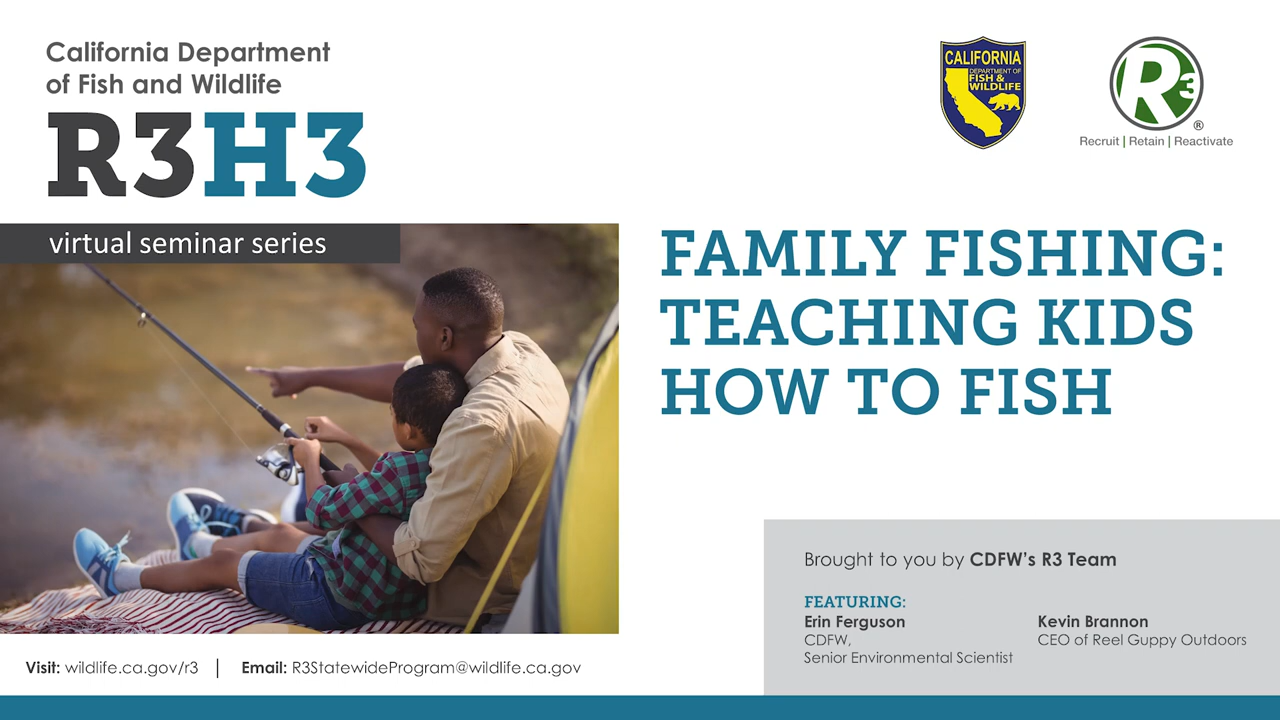 California Department
of Fish and Wildlife
R3H3
virtual seminar series
CALIFORNIA
DEPARTMENT OF
FISH &
WILDLIFE
R3
®
Recruit | Retain | Reactivate
FAMILY FISHING:
TEACHING KIDS
HOW TO FISH
Brought to you by CDFW's R3 Team
FEATURING:
Erin Ferguson
CDFW,
Senior Environmental Scientist
Kevin Brannon
CEO of Reel Guppy Outdoors
Visit: wildlife.ca.gov/r3 | Email: R3StatewideProgram@wildlife.ca.gov